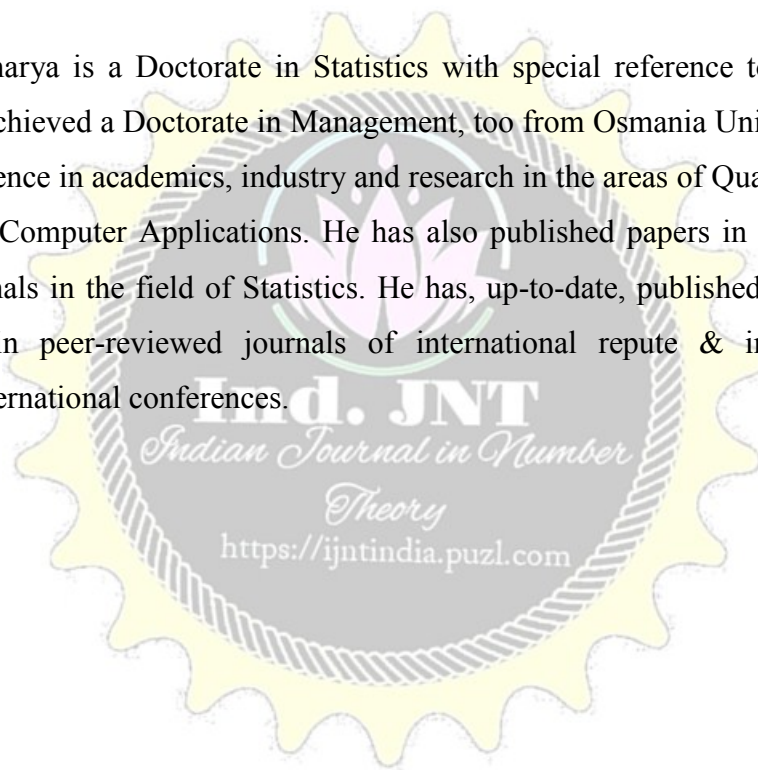 arya is a Doctorate in Statistics with special reference to
chieved a Doctorate in Management, too from Osmania Uni
ence in academics, industry and research in the areas of Qua
Computer Applications. He has also published papers in
nals in the field of Statistics. He has, up-to-date, published
in peer-reviewed journals of international repute & in
ernational conferences.
Ind. JNT
Indian Journal in Number
Theory
https://ijntindia.puzl.com